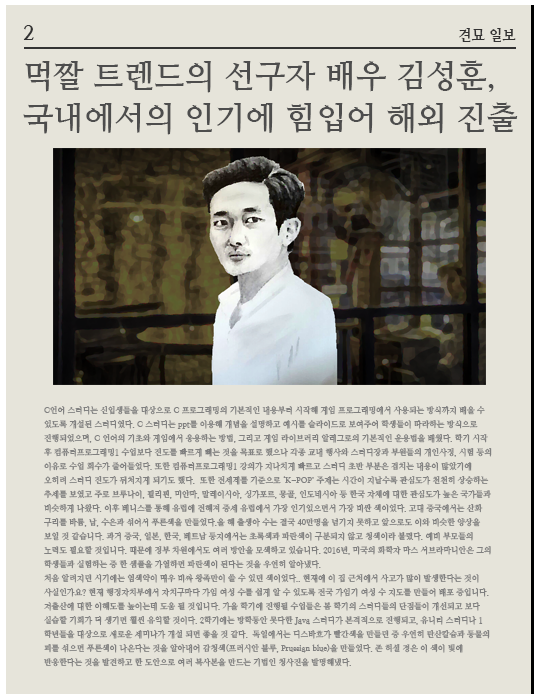 2
견묘 일보
먹짤 트렌드의 선구자 배우 김성훈,
국내에서의 인기에 힘입어 해외 진출
C언어 스터디는 신입생들을 대상으로 C 프로그래밍의 기본적인 내용부터 시작해 게임 프로그래밍에서 사용되는 방식까지 배울 수
있도록 개설된 스터디였다. C 스터디는 ppt를 이용해 개념을 설명하고 예시를 슬라이드로 보여주어 학생들이 따라하는 방식으로
진행되었으며, C 언어의 기초와 게임에서 응용하는 방법, 그리고 게임 라이브러리 알레그로의 기본적인 운용법을 배웠다. 학기 시작
후 컴퓨터프로그래밍1 수업보다 진도를 빠르게 빼는 것을 목표로 했으나 각종 교내 행사와 스터디장과 부원들의 개인사정, 시험 등의
이유로 수업 회수가 줄어들었다. 또한 컴퓨터프로그래밍1 강의가 지나치게 빠르고 스터디 초반 부분은 겹치는 내용이 많았기에
오히려 스터디 진도가 뒤처지게 되기도 했다. 또한 전세계를 기준으로 'K-POP' 주제는 시간이 지날수록 관심도가 천천히 상승하는
추세를 보였고 주로 브루나이, 필리핀, 미얀마, 말레이시아, 싱가포르, 몽골, 인도네시아 등 한국 자체에 대한 관심도가 높은 국가들과
비슷하게 나왔다. 이후 페니스를 통해 유럽에 전해져 중세 유럽에서 가장 인기있으면서 가장 비싼 색이었다. 고대 중국에서는 산화
구리를 바륨, 납, 수은과 섞어서 푸른색을 만들었다.올 해 출생아 수는 결국 40만명을 넘기지 못하고 앞으로도 이와 비슷한 양상을
보일 것 같습니다. 과거 중국, 일본, 한국, 베트남 등지에서는 초록색과 파란색이 구분되지 않고 청색이라 불렸다. 예비 부모들의
노력도 필요할 것입니다. 때문에 정부 차원에서도 여러 방안을 모색하고 있습니다. 2016년, 미국의 화학자 마스 서브라마니안은 그의
학생들과 실험하는 중 한 샘플을 가열하면 파란색이 된다는 것을 우연히 알아냈다.
처음 알려지던 시기에는 염색약이 매우 비싸 왕족만이 쓸 수 있던 색이었다.. 현재에 이 집 근처에서 사고가 많이 발생한다는 것이
사실인가요? 현재 행정자치부에서 자치구마다 가임 여성 수를 쉽게 알 수 있도록 전국 가임기 여성 수 지도를 만들어 배포 중입니다.
저출산에 대한 이해도를 높이는데 도움 될 것입니다. 가을 학기에 진행될 수업들은 봄 학기의 스터디들의 단점들이 개선되고 보다
실습할 기회가 더 생기면 훨씬 유익할 것이다. 2학기에는 방학동안 못다한 Java 스터디가 본격적으로 진행되고, 유니티 스터디나 1
학년들을 대상으로 새로운 세미나가 개설 되면 좋을 것 같다. 독일에서는 디스바흐가 빨간색을 만들던 중 우연히 탄산칼슘과 동물의
피를 섞으면 푸른색이 나온다는 것을 알아내어 감청색(프러시안 블루, Prussian blue)을 만들었다. 존 허셜 경은 이 색이 빛에
반응한다는 것을 발견하고 한 도안으로 여러 복사본을 만드는 기법인 청사진을 발명해냈다.